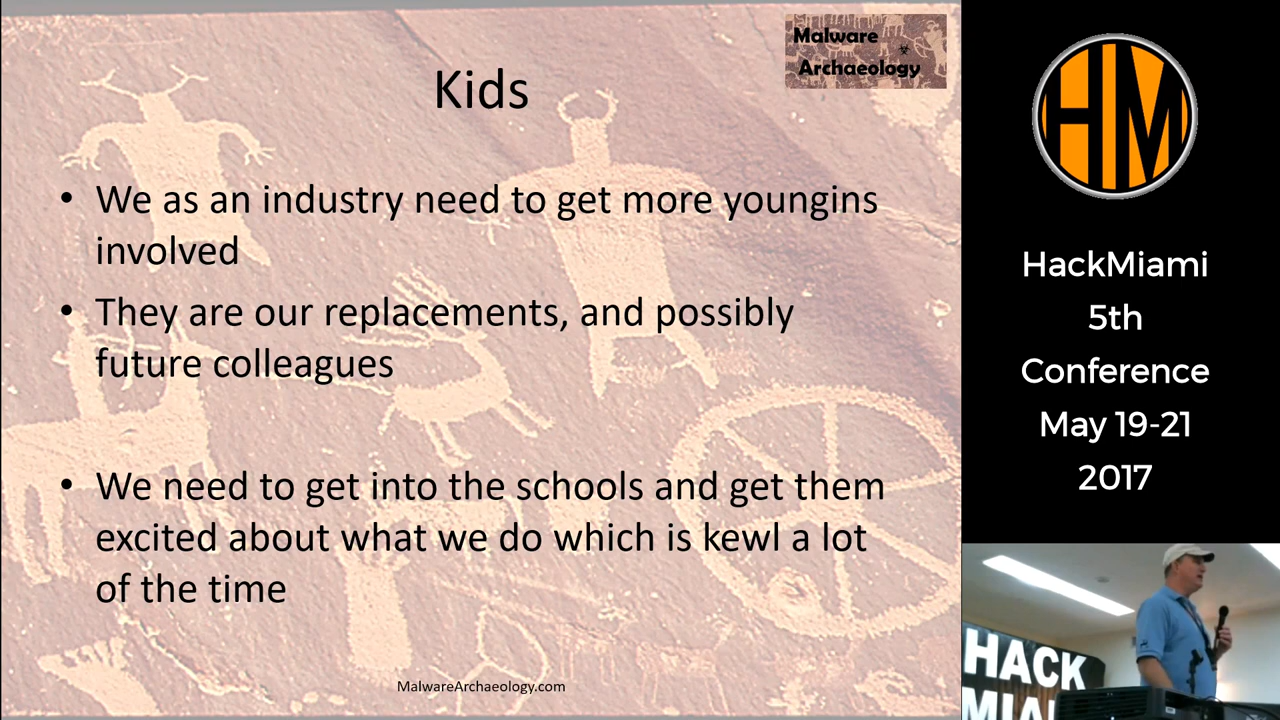 Malware
Archaeology
Kids
• We as an industry need to get more youngins
involved
• They are our replacements, and possibly
future colleagues
• We need to get into the schools and get them
excited about what we do which is kewl a lot
of the time
MalwareArchaeology.com
HM
HackMiami
5th
Conference
May 19-21
2017
HACK
MIAMI